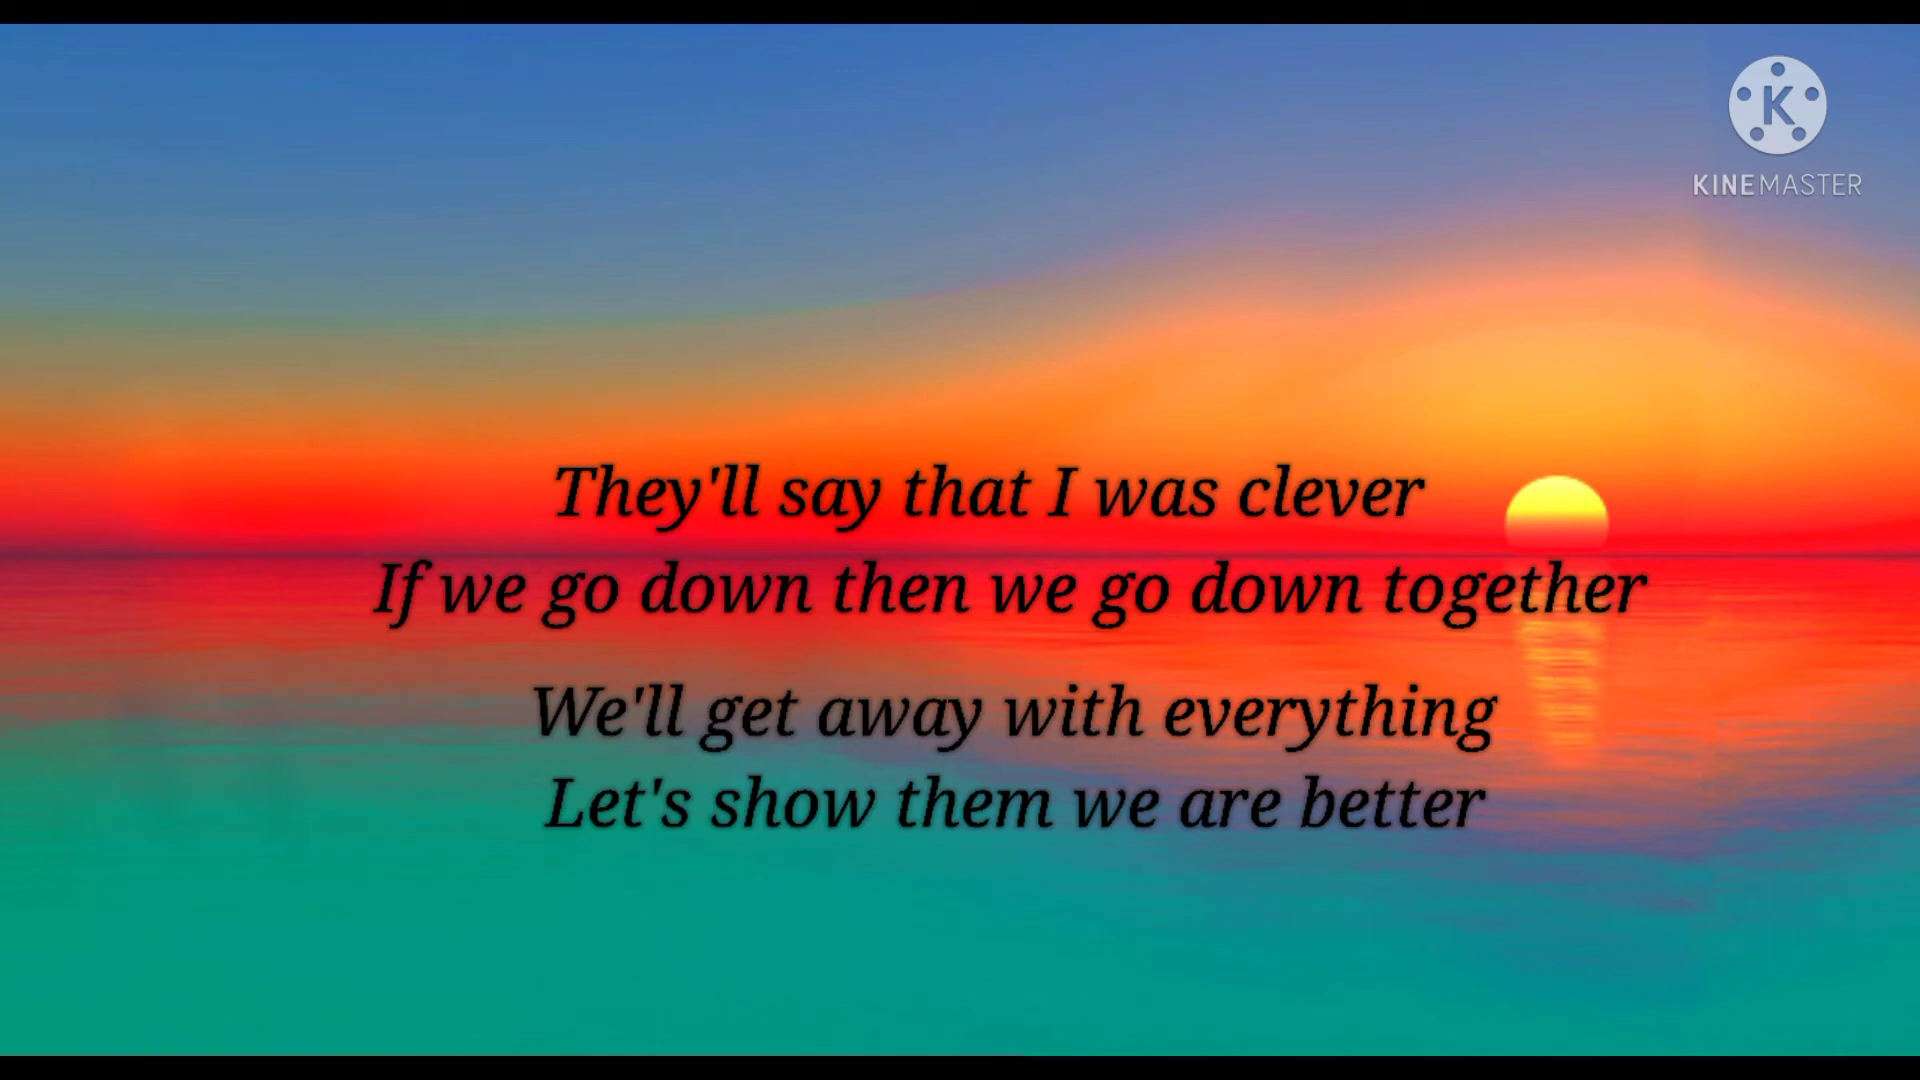 K
KINEMASTER
They'll say that I was clever
If we go down then we go down together
We'll get away with everything
Let's show them we are better